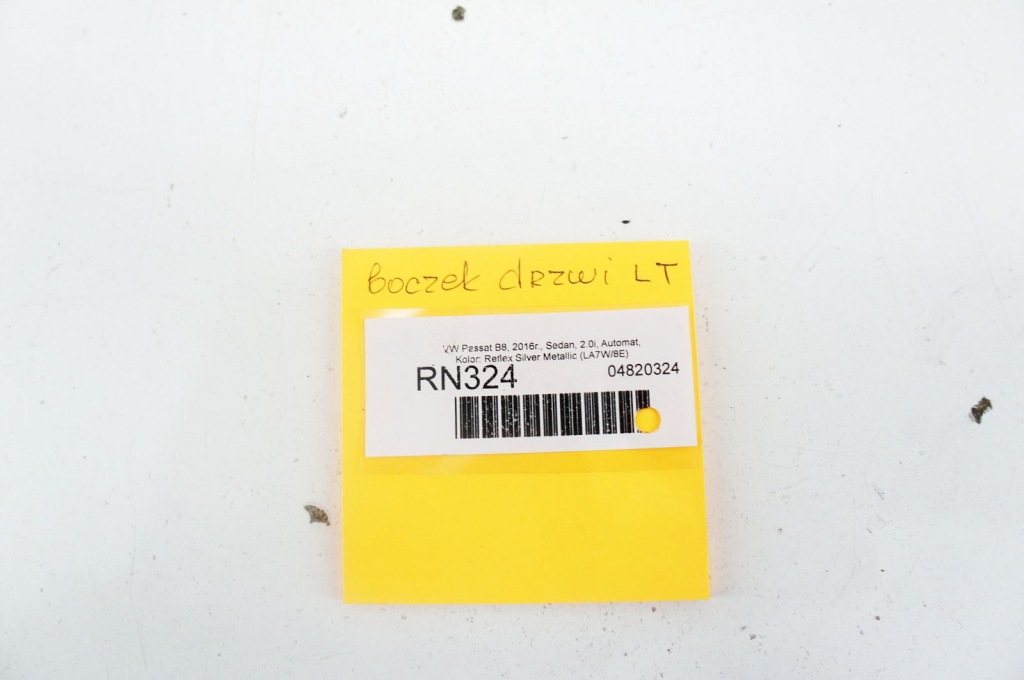 boczek drzwi LT
VW Passat B8, 2016r., Sedan, 2.0i, Automat,
Kolor: Reflex Silver Metallic (LA7W/8E)
RN324 04820324